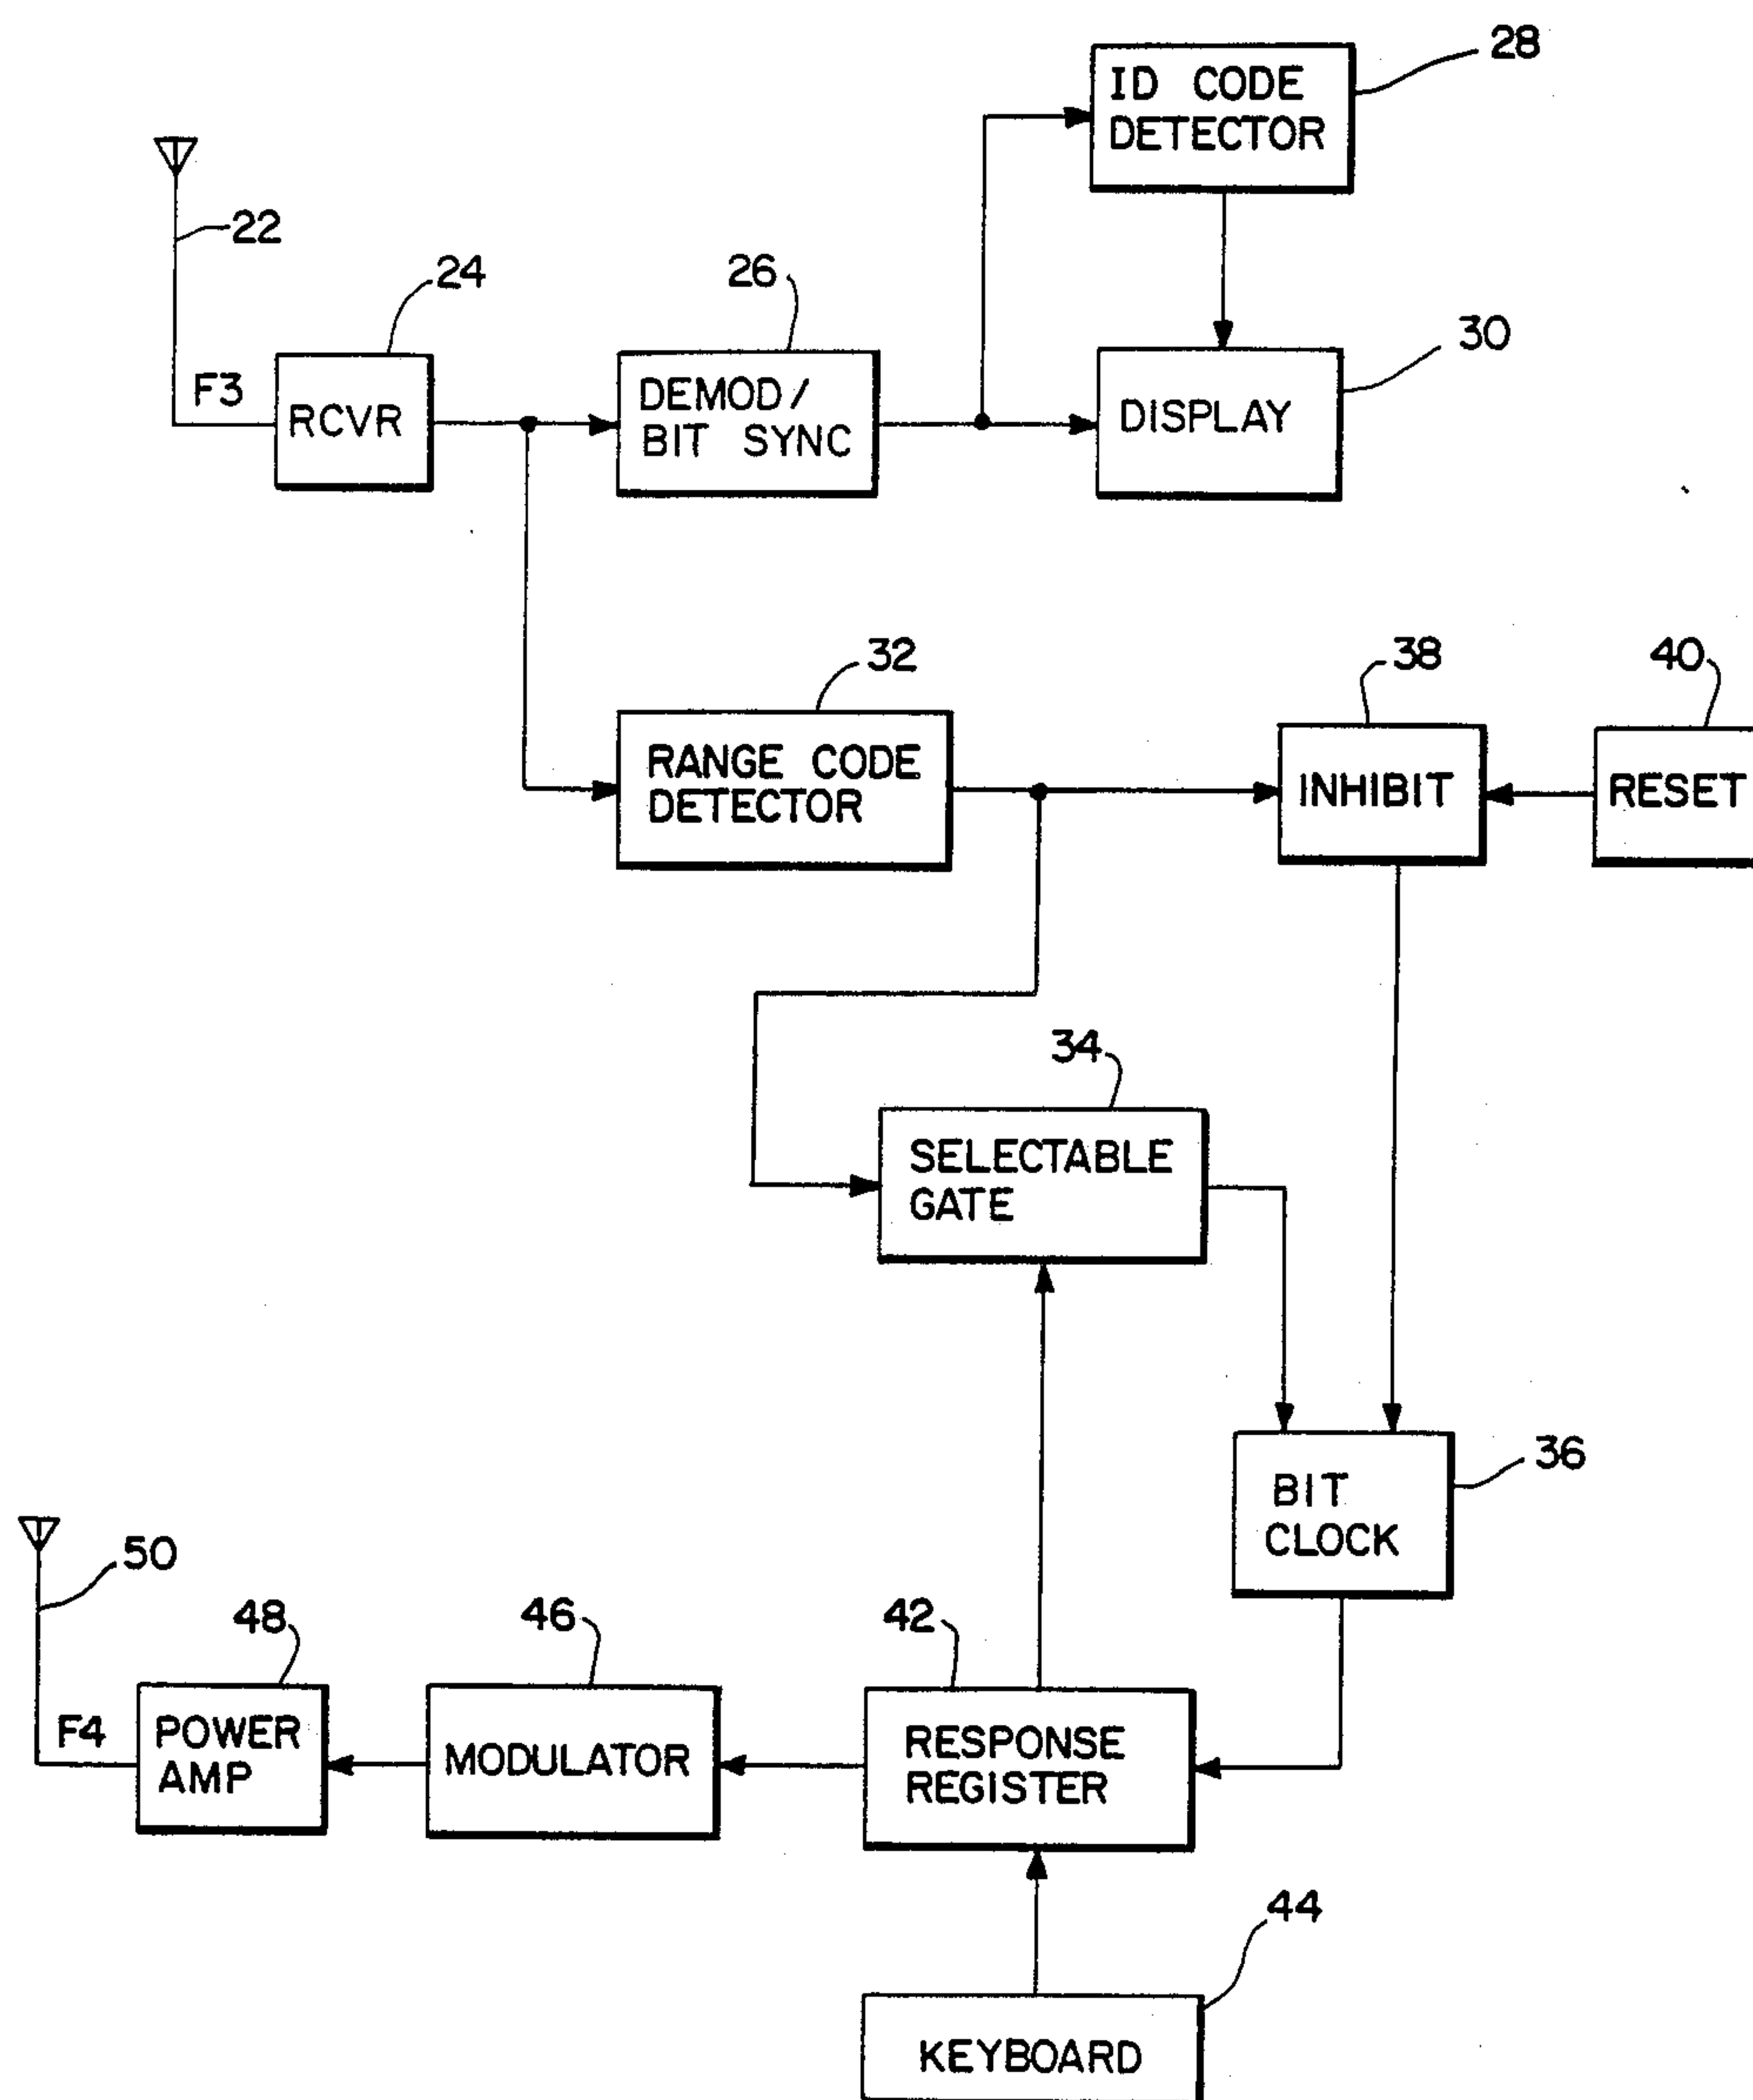 28
ID CODE
DETECTOR
22
24
26
30
F3
RCVR
DEMOD/
BIT SYNC
DISPLAY
32
38
40
RANGE CODE
DETECTOR
INHIBIT
RESET
34
SELECTABLE
GATE
36
BIT
CLOCK
50
48
46
42
F4
POWER
AMP
MODULATOR
RESPONSE
REGISTER
44
KEYBOARD